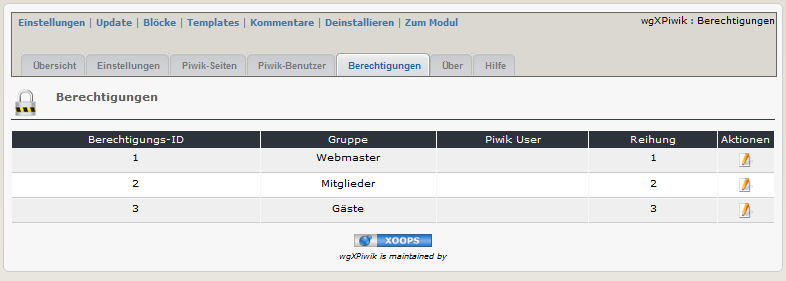 Einstellungen | Update | Blöcke | Templates | Kommentare | Deinstallieren | Zum Modul
wgXPiwik : Berechtigungen
Übersicht Einstellungen Piwik-Seiten Piwik-Benutzer Berechtigungen Über Hilfe
Berechtigungen
Berechtigungs-ID Gruppe Piwik User Reihung Aktionen
1 Webmaster 1
2 Mitglieder 2
3 Gäste 3
XOOPS
wgXPiwik is maintained by